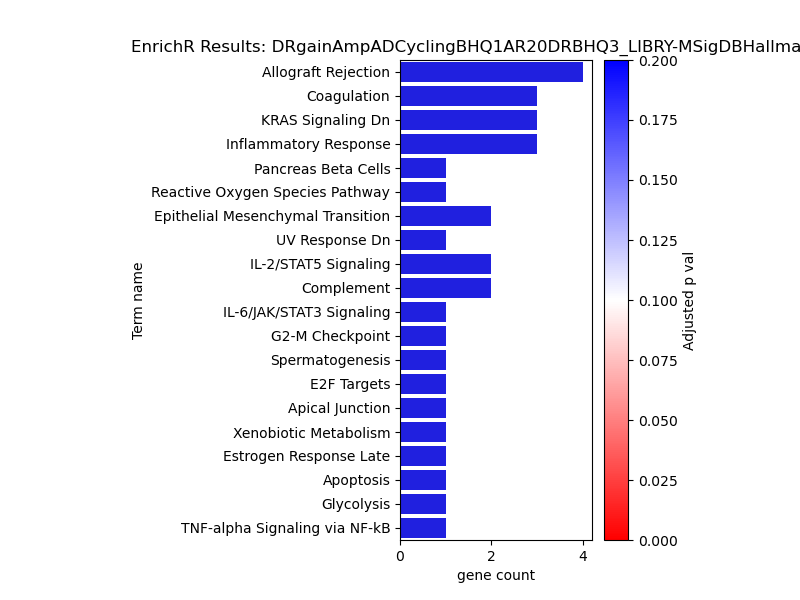 EnrichR Results: DRgainAmpADCyclingBHQ1AR20DRBHQ3_LIBRY-MSigDBHallma
Allograft Rejection
Coagulation
KRAS Signaling Dn
Inflammatory Response
Pancreas Beta Cells
Reactive Oxygen Species Pathway
Epithelial Mesenchymal Transition
UV Response Dn
IL-2/STAT5 Signaling
Complement
IL-6/JAK/STAT3 Signaling
G2-M Checkpoint
Spermatogenesis
E2F Targets
Apical Junction
Xenobiotic Metabolism
Estrogen Response Late
Apoptosis
Glycolysis
TNF-alpha Signaling via NF-kB
Term name
0 2 4
gene count
0.200
0.175
0.150
0.125
0.100
0.075
0.050
0.025
0.000
Adjusted p val